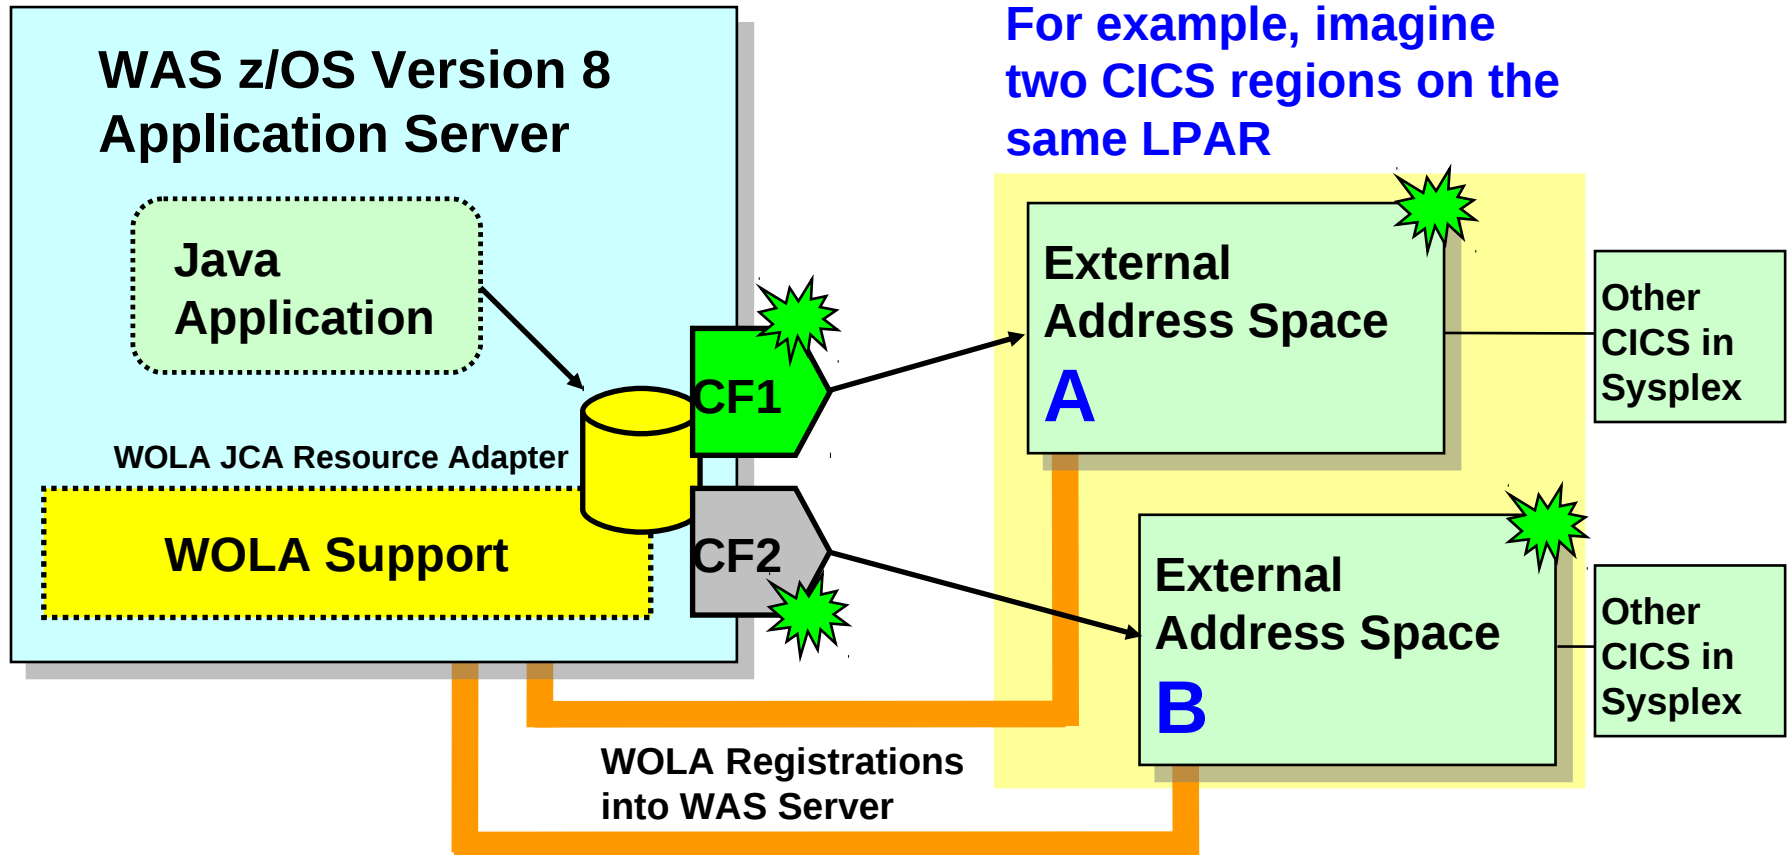 WAS z/OS Version 8
Application Server
Java
Application
WOLA JCA Resource Adapter
WOLA Support
CF1
CF2
For example, imagine
two CICS regions on the
same LPAR
External
Address Space
A
Other
CICS in
Sysplex
External
Address Space
B
Other
CICS in
Sysplex
WOLA Registrations
into WAS Server